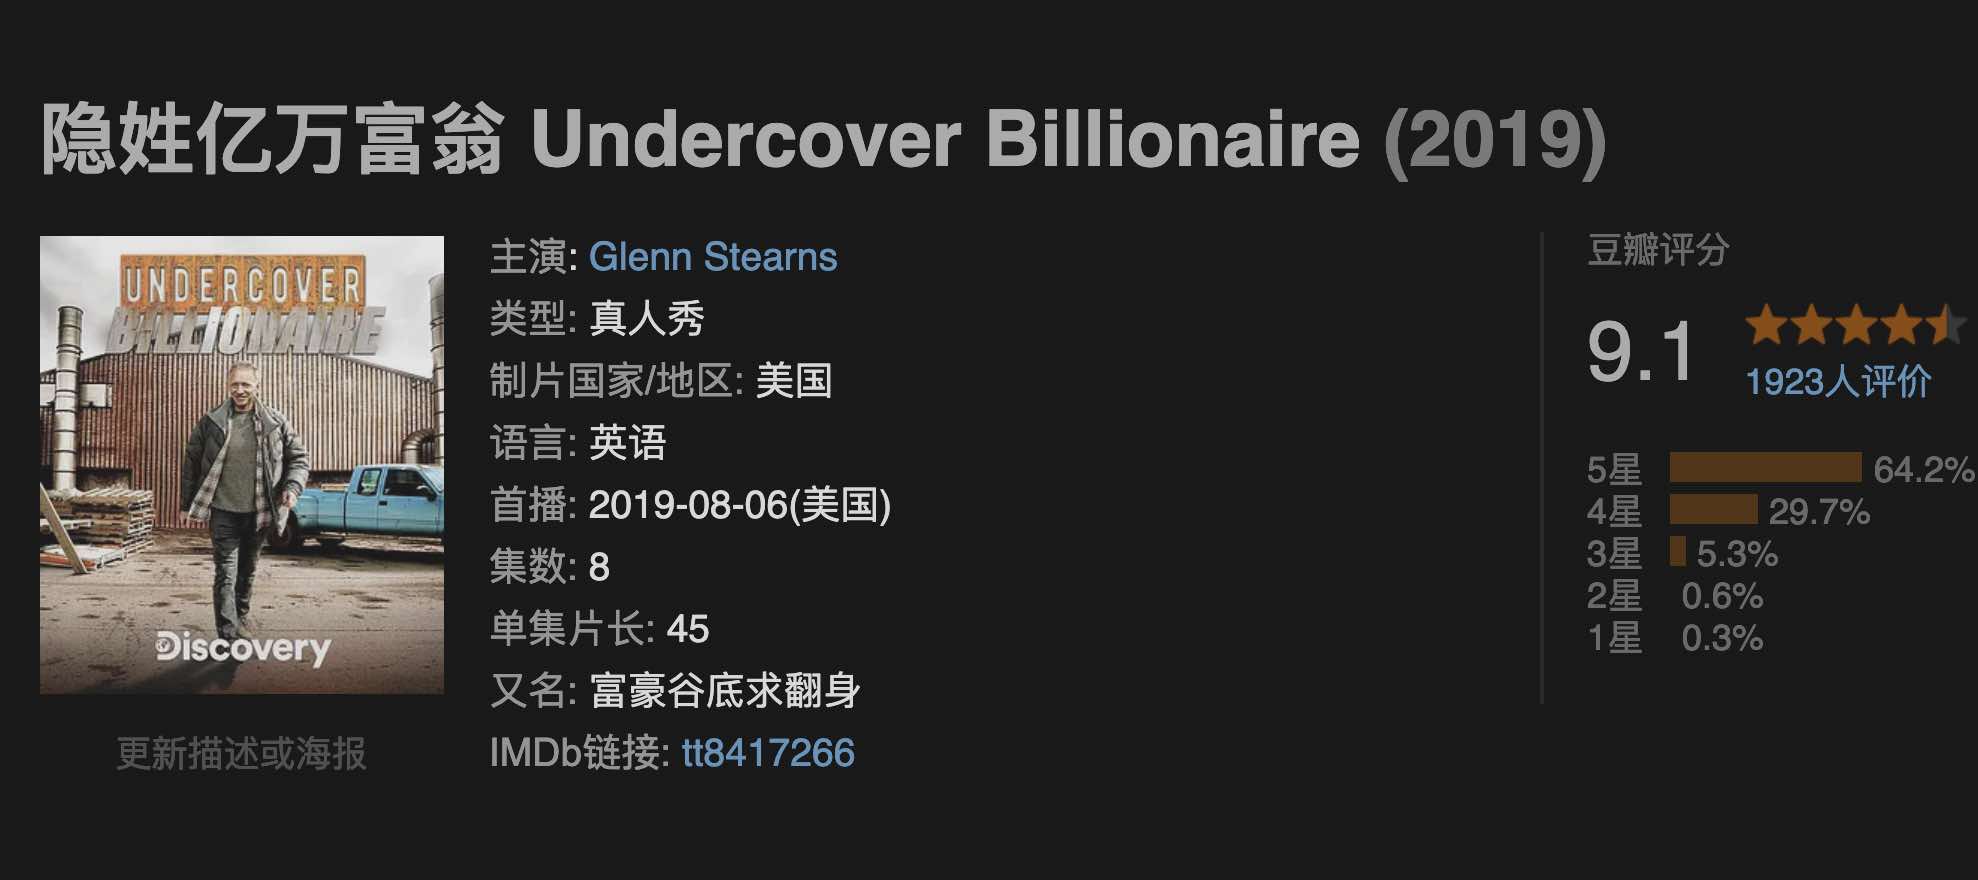 隐姓亿万富翁 Undercover Billionaire (2019)
UNDERCOVER
BILLIONAIRE
Discovery
更新描述或海报
主演: Glenn Stearns
类型: 真人秀
制片国家/地区: 美国
语言: 英语
首播: 2019-08-06(美国)
集数: 8
单集片长: 45
又名: 富豪谷底求翻身
IMDb链接: tt8417266
豆瓣评分
9.1
1923人评价
5星 64.2%
4星 29.7%
3星 5.3%
2星 0.6%
1星 0.3%